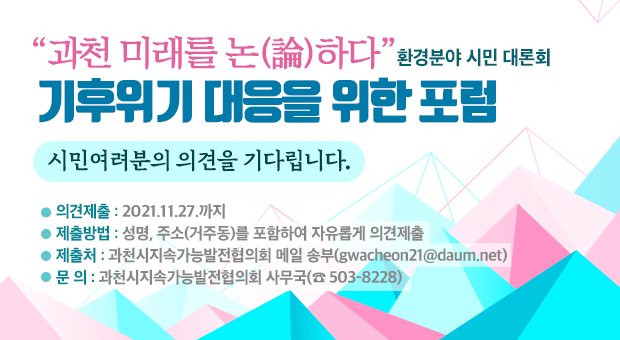 “과천 미래를 논(論)하다” 환경분야 시민 대론회
기후위기 대응을 위한 포럼
시민여려분의 의견을 기다립니다.
● 의견제출 : 2021.11.27.까지
● 제출방법 : 성명, 주소(거주동)를 포함하여 자유롭게 의견제출
● 제출처 : 과천시지속가능발전협의회 메일 송부(gwacheon21@daum.net)
● 문 의 : 과천시지속가능발전협의회 사무국(☎ 503-8228)